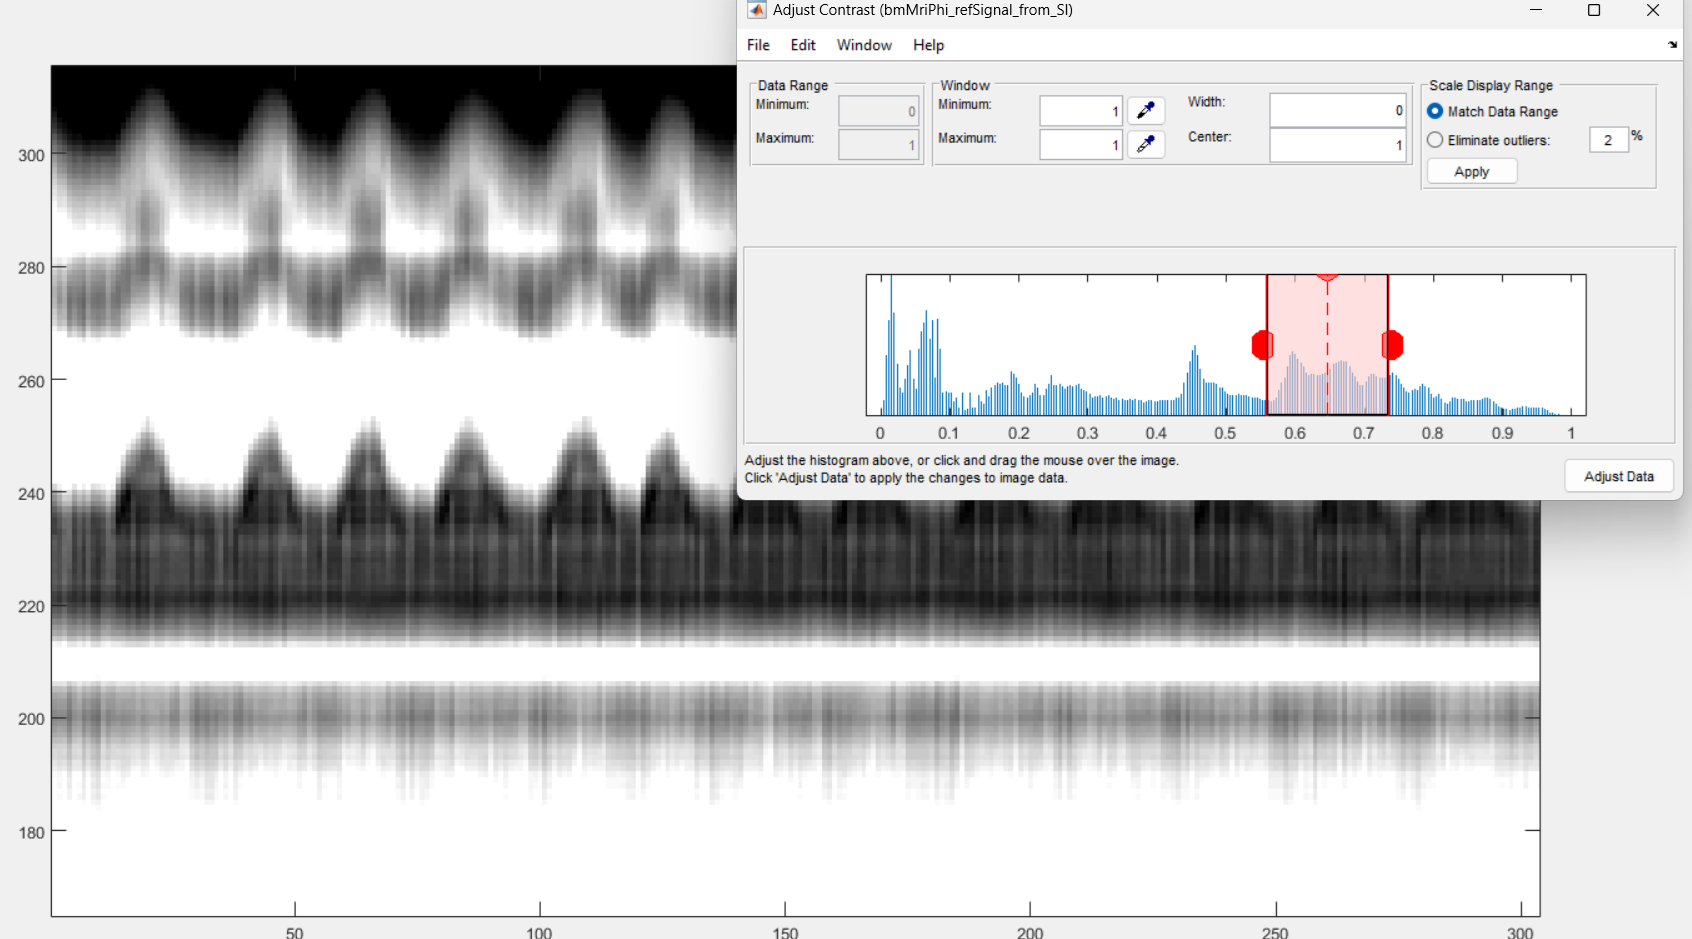 Adjust Contrast (bmMriPhi_refSignal_from_SI)
File Edit Window Help
Data Range
Minimum: 0
Maximum: 1
Window
Minimum: 1
Maximum: 1
Width: 0
Center: 1
Scale Display Range
Match Data Range
Eliminate outliers: 2 %
Apply
0 0.1 0.2 0.3 0.4 0.5 0.6 0.7 0.8 0.9 1
Adjust the histogram above, or click and drag the mouse over the image.
Click 'Adjust Data' to apply the changes to image data.
Adjust Data
300
280
260
240
220
200
180
50 100 150 200 250 300